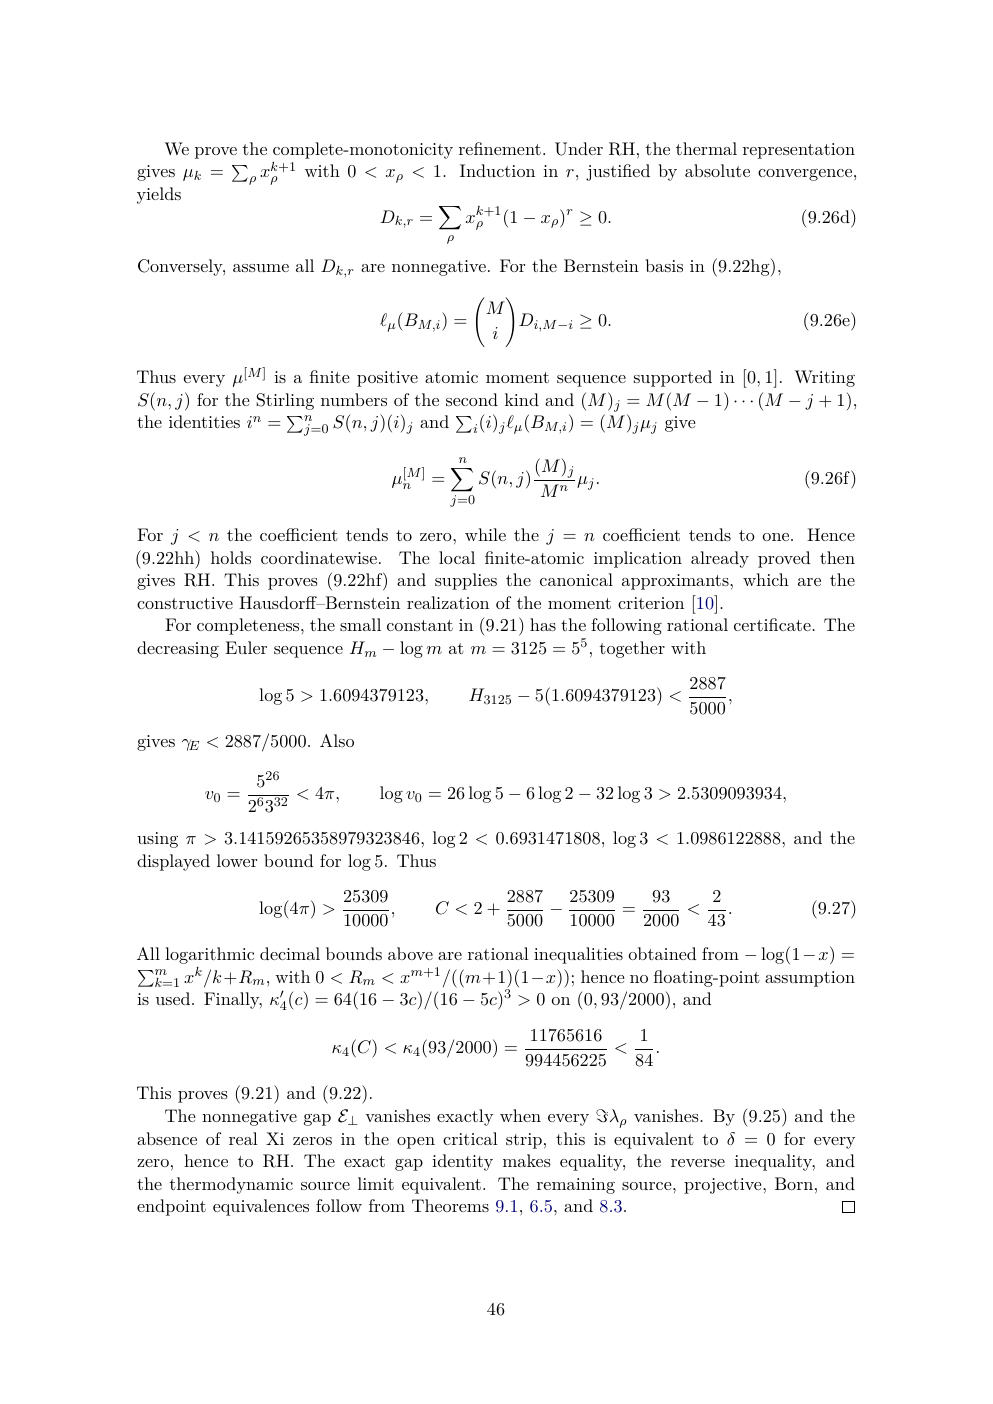 We prove the complete-monotonicity refinement. Under RH, the thermal representation
gives μ_k = ∑_ρ x_ρ^{k+1} with 0 < x_ρ < 1. Induction in r, justified by absolute convergence,
yields
D_{k,r} = ∑_ρ x_ρ^{k+1}(1 − x_ρ)^r ≥ 0. (9.26d)
Conversely, assume all D_{k,r} are nonnegative. For the Bernstein basis in (9.22hg),
ℓ_μ(B_{M,i}) = \binom{M}{i} D_{i,M−i} ≥ 0. (9.26e)
Thus every μ^{[M]} is a finite positive atomic moment sequence supported in [0, 1]. Writing
S(n, j) for the Stirling numbers of the second kind and (M)_j = M(M − 1) ⋯ (M − j + 1),
the identities i^n = ∑_{j=0}^n S(n, j)(i)_j and ∑_i(i)_jℓ_μ(B_{M,i}) = (M)_jμ_j give
μ_n^{[M]} = ∑_{j=0}^n S(n, j) \frac{(M)_j}{M^n} μ_j. (9.26f)
For j < n the coefficient tends to zero, while the j = n coefficient tends to one. Hence
(9.22hh) holds coordinatewise. The local finite-atomic implication already proved then
gives RH. This proves (9.22hf) and supplies the canonical approximants, which are the
constructive Hausdorff–Bernstein realization of the moment criterion [10].
For completeness, the small constant in (9.21) has the following rational certificate. The
decreasing Euler sequence H_m − log m at m = 3125 = 5^5, together with
log 5 > 1.6094379123, H_{3125} − 5(1.6094379123) < \frac{2887}{5000},
gives γ_E < 2887/5000. Also
v_0 = \frac{5^{26}}{2^6 3^{32}} < 4π, log v_0 = 26 log 5 − 6 log 2 − 32 log 3 > 2.5309093934,
using π > 3.14159265358979323846, log 2 < 0.6931471808, log 3 < 1.0986122888, and the
displayed lower bound for log 5. Thus
log(4π) > \frac{25309}{10000}, C < 2 + \frac{2887}{5000} − \frac{25309}{10000} = \frac{93}{2000} < \frac{2}{43}. (9.27)
All logarithmic decimal bounds above are rational inequalities obtained from − log(1−x) =
∑_{k=1}^m x^k/k+R_m, with 0 < R_m < x^{m+1}/((m+1)(1−x)); hence no floating-point assumption
is used. Finally, κ′_4(c) = 64(16 − 3c)/(16 − 5c)^3 > 0 on (0, 93/2000), and
κ_4(C) < κ_4(93/2000) = \frac{11765616}{994456225} < \frac{1}{84}.
This proves (9.21) and (9.22).
The nonnegative gap ℰ_⊥ vanishes exactly when every ℑλ_ρ vanishes. By (9.25) and the
absence of real Xi zeros in the open critical strip, this is equivalent to δ = 0 for every
zero, hence to RH. The exact gap identity makes equality, the reverse inequality, and
the thermodynamic source limit equivalent. The remaining source, projective, Born, and
endpoint equivalences follow from Theorems 9.1, 6.5, and 8.3. □
46